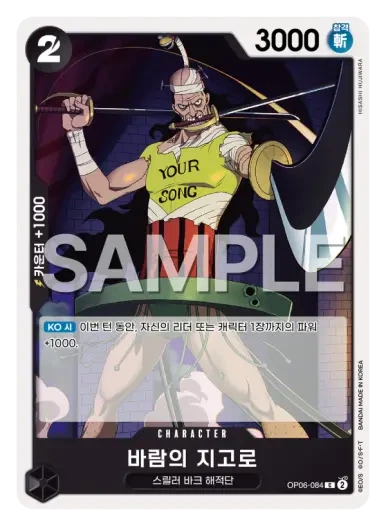 2
3000
참격
斬
HISASHI HUJIWARA
YOUR
SONG
카운터 +1000
SAMPLE
KO 시 이번 턴 동안, 자신의 리더 또는 캐릭터 1장까지의 파워
+1000.
CHARACTER
바람의 지고로
스릴러 바크 해적단
OP06-084 C 2
BANDAI MADE IN KOREA
©E.O/S. ©O/S·F·T